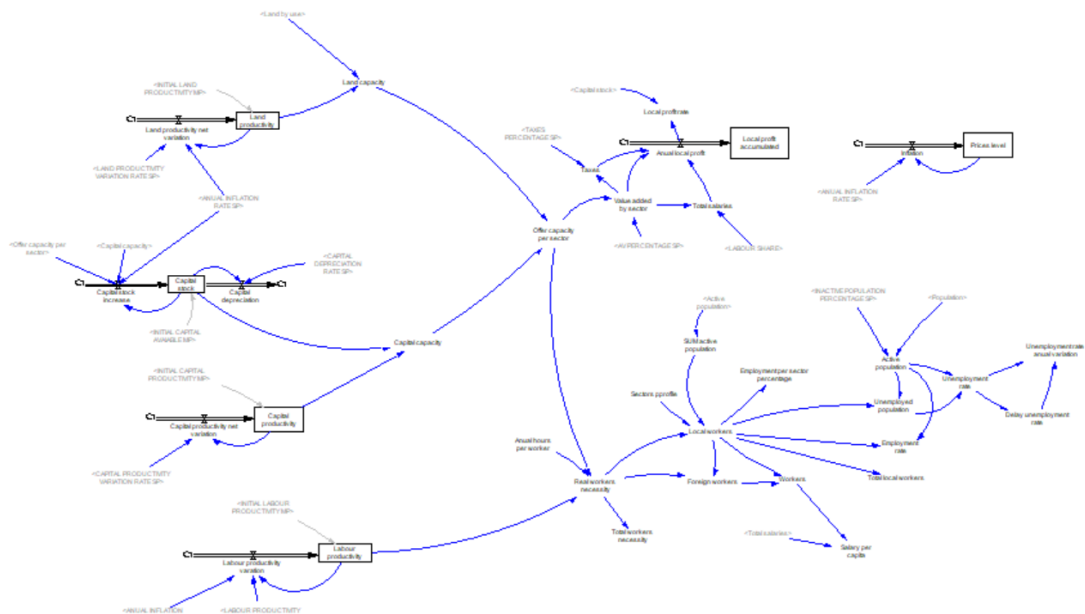 <Land by use>
<INITIAL LAND
PRODUCTIVITY MP>
Land capacity
Land
productivity
Land productivity net
variation
<LAND PRODUCTIVITY
VARIATION RATE SP>
<ANUAL INFLATION
RATE SP>
<Capital stock>
Local profit rate
<TAXES
PERCENTAGE SP>
Local profit
accumulated
Anual local profit
Taxes
Value added
by sector
Total salaries
<AV PERCENTAGE SP>
<LABOUR SHARE>
Prices level
Inflation
<ANUAL INFLATION
RATE SP>
Offer capacity
per sector
<Offer capacity per
sector>
<Capital capacity>
<CAPITAL
DEPRECIATION
RATE SP>
Capital
stock
Capital stock
increase
Capital
depreciation
<INITIAL CAPITAL
AVAIABLE MP>
Capital capacity
<INITIAL CAPITAL
PRODUCTIVITY MP>
Capital
productivity
Capital productivity net
variation
<CAPITAL PRODUCTIVITY
VARIATION RATE SP>
<Active
population>
SUM active
population
Employment per sector
percentage
Sectors pprofile
Local workers
Anual hours
per worker
Real workers
necessity
Foreign workers
Workers
Total workers
necessity
<Total salaries>
Salary per
capita
<INACTIVE POPULATION
PERCENTAGE SP>
<Population>
Active
population
Unemployment rate
anual variation
Unemployment
rate
Unemployed
population
Delay unemployment
rate
Employment
rate
Total local workers
<INITIAL LABOUR
PRODUCTIVITY MP>
Labour
productivity
Labour productivity
varation
<ANUAL INFLATION
<LABOUR PRODUCTIVITY